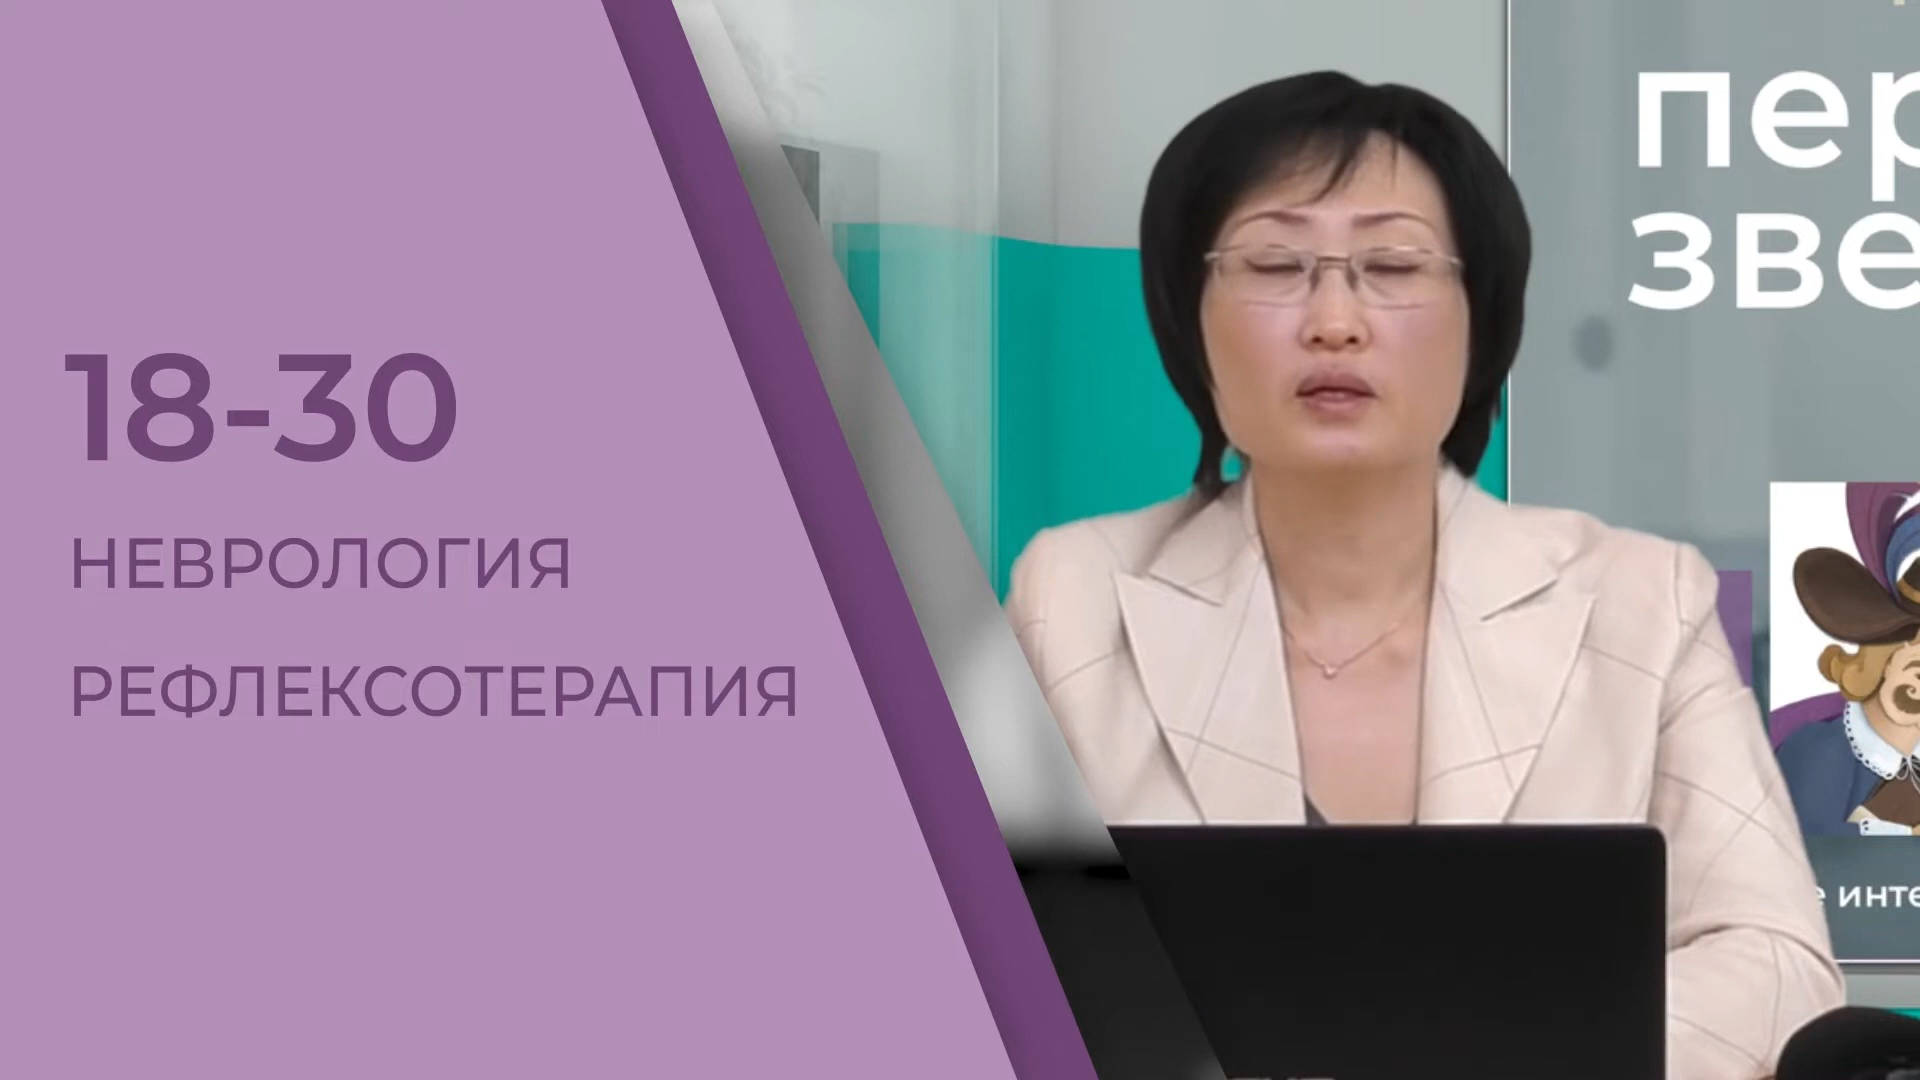 18-30
НЕВРОЛОГИЯ
РЕФЛЕКСОТЕРАПИЯ
пер
зве
е инте